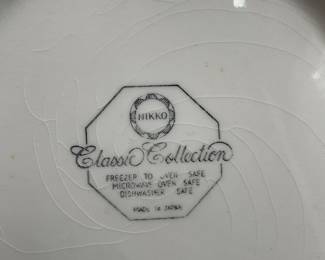 NIKKO
Classic Collection
FREEZER TO OVEN SAFE
MICROWAVE OVEN SAFE
DISHWASHER SAFE
MADE IN JAPAN